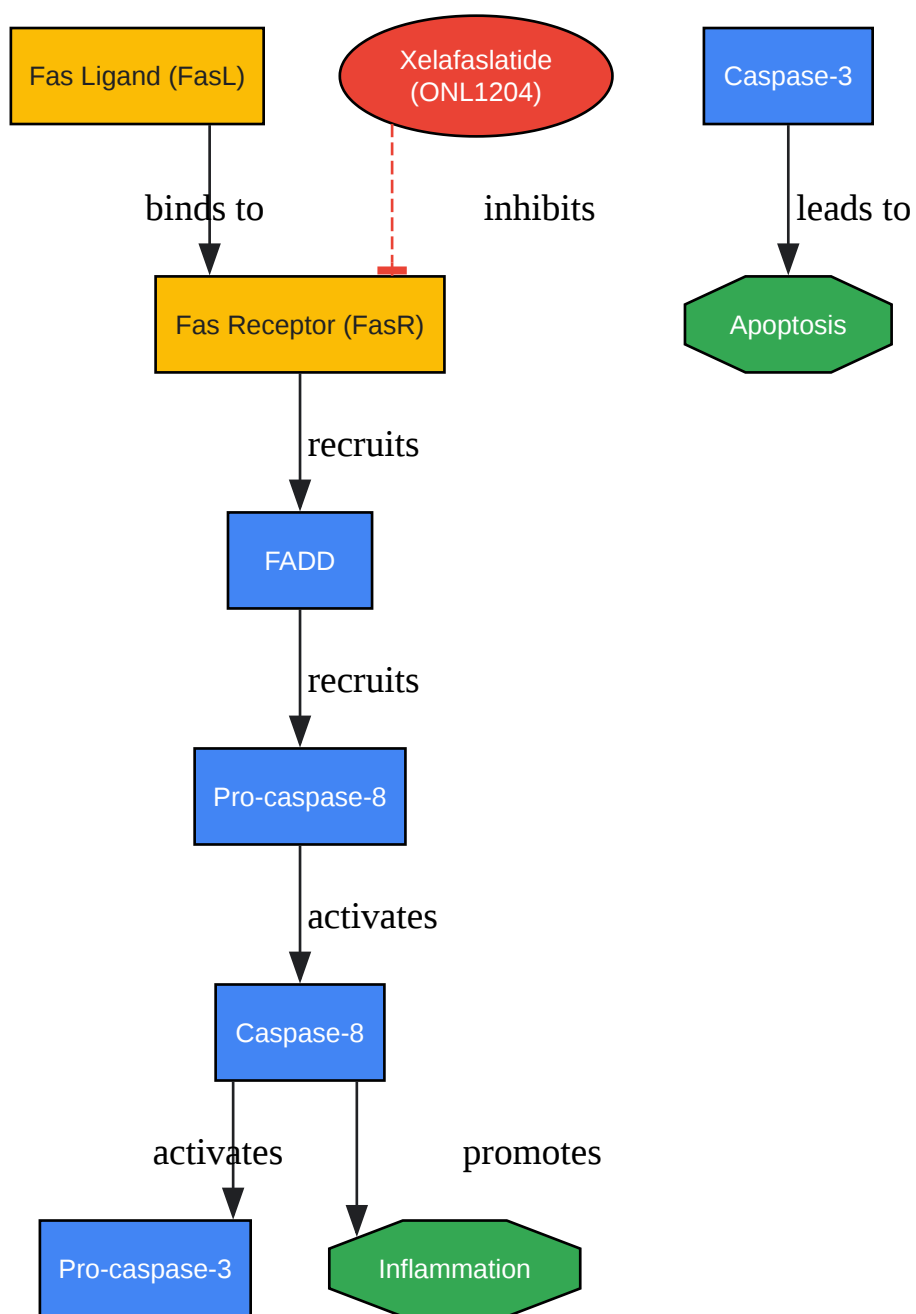 Fas Ligand (FasL)
Xelafaslatide
(ONL1204)
Caspase-3
binds to
inhibits
leads to
Fas Receptor (FasR)
Apoptosis
recruits
FADD
recruits
Pro-caspase-8
activates
Caspase-8
activates
promotes
Pro-caspase-3
Inflammation